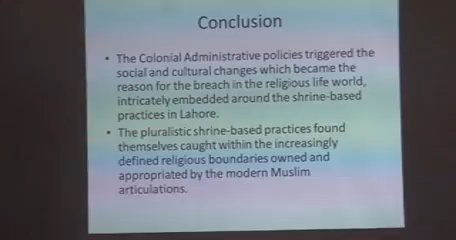 Conclusion
• The Colonial Administrative policies triggered the
social and cultural changes which became the
reason for the breach in the religious life world,
intricately embedded around the shrine-based
practices in Lahore.
• The pluralistic shrine-based practices found
themselves caught within the increasingly
defined religious boundaries owned and
appropriated by the modern Muslim
articulations.